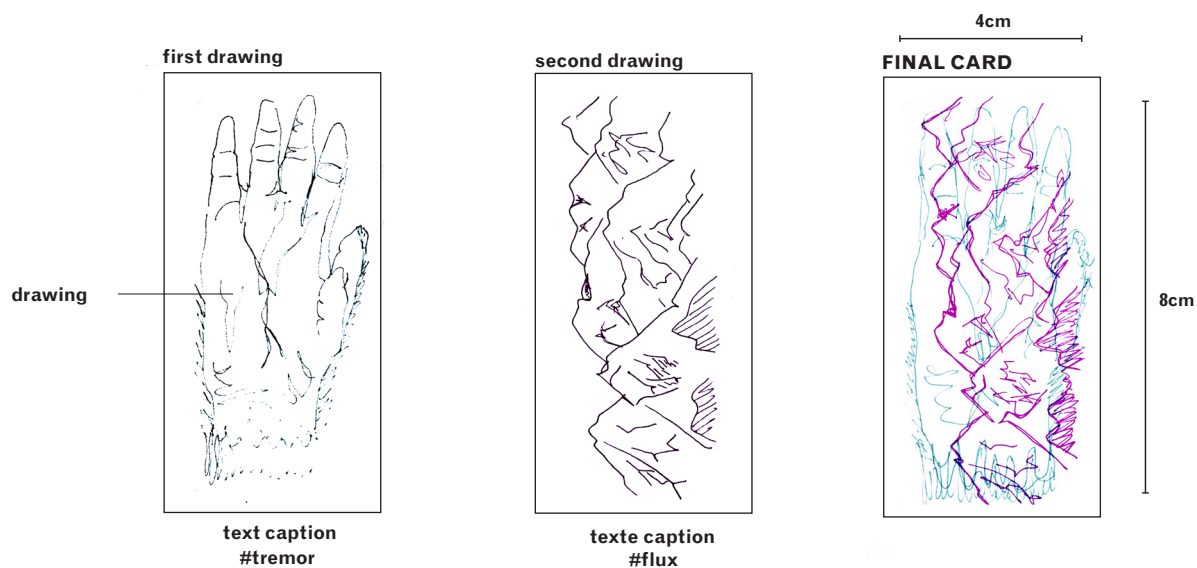 first drawing
drawing
text caption
#tremor
second drawing
texte caption
#flux
4cm
FINAL CARD
8cm